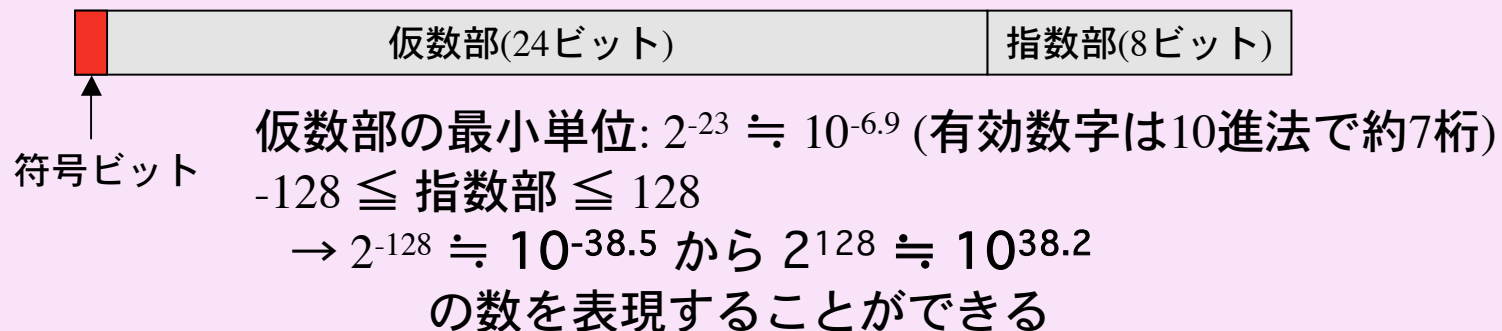 仮数部(24ビット) 指数部(8ビット)
符号ビット
仮数部の最小単位: 2⁻²³ ≒ 10⁻⁶·⁹ (有効数字は10進法で約7桁)
-128 ≦ 指数部 ≦ 128
→ 2⁻¹²⁸ ≒ 10⁻³⁸·⁵ から 2¹²⁸ ≒ 10³⁸·²
の数を表現することができる